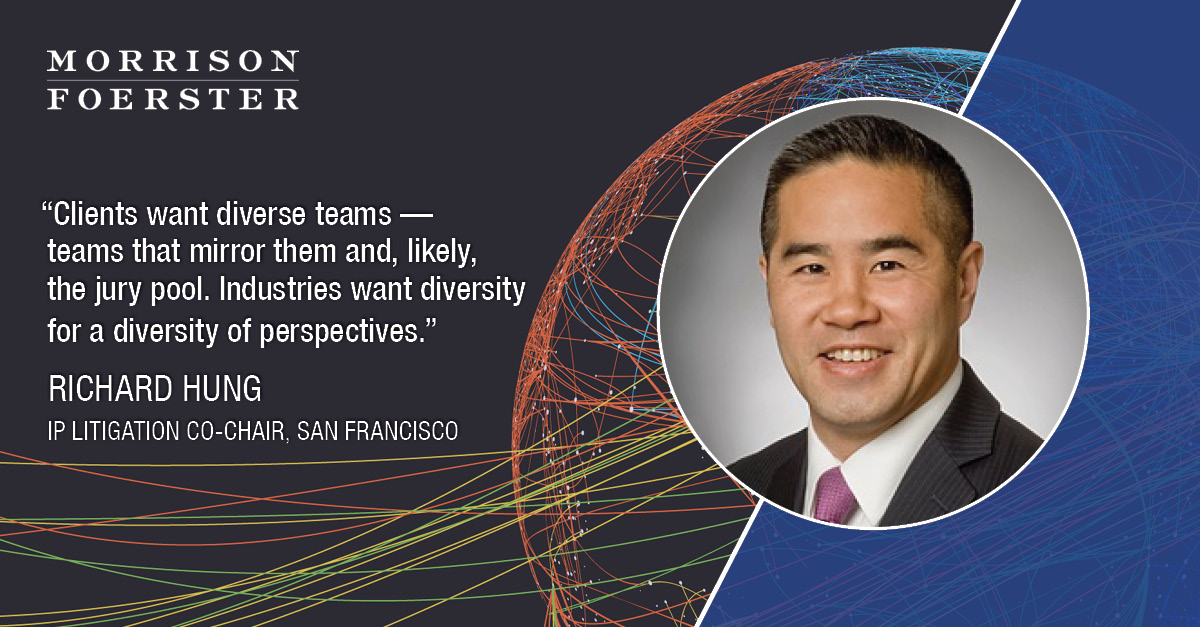 MORRISON
FOERSTER
“Clients want diverse teams —
teams that mirror them and, likely,
the jury pool. Industries want diversity
for a diversity of perspectives.”
RICHARD HUNG
IP LITIGATION CO-CHAIR, SAN FRANCISCO